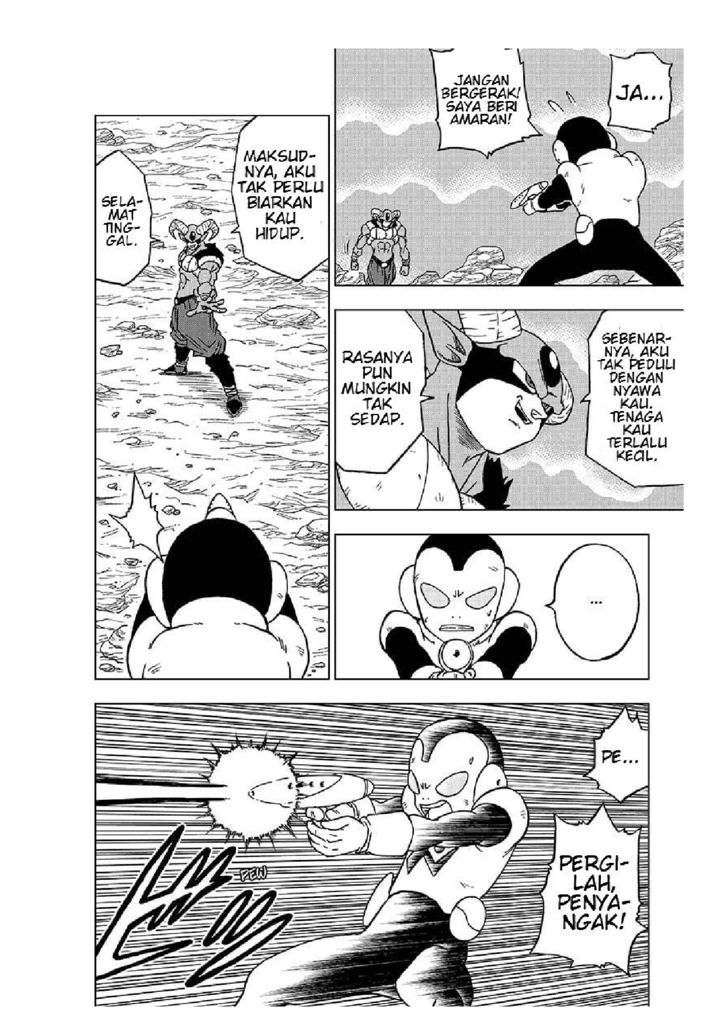 JA...
JANGAN
BERGERAK!
SAYA BERI
AMARAN!
SEBENAR-
NYA, AKU
TAK PEDULI
DENGAN
NYAWA
KAU.
TENAGA
KAU
TERLALU
KECIL.
RASANYA
PUN
MUNGKIN
TAK
SEDAP.
...
MAKSUD-
NYA, AKU
TAK PERLU
BIARKAN
KAU
HIDUP.
SELA-
MAT
TING-
GAL.
PE...
PERGI-
LAH,
PENYA-
NGAK!
PEW